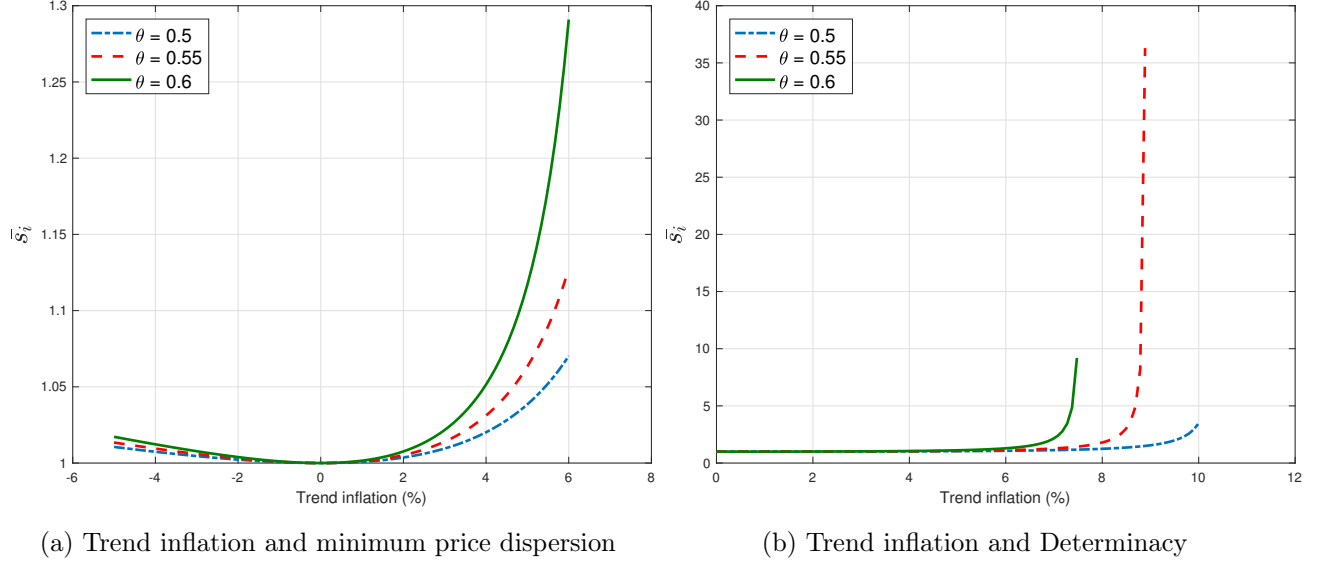 1.3
1.25
1.2
1.15
1.1
1.05
1
-6
-4
-2
0
2
4
6
8
s̄ᵢ
Trend inflation (%)
θ = 0.5
θ = 0.55
θ = 0.6
(a) Trend inflation and minimum price dispersion
40
35
30
25
20
15
10
5
0
0
2
4
6
8
10
12
s̄ᵢ
Trend inflation (%)
θ = 0.5
θ = 0.55
θ = 0.6
(b) Trend inflation and Determinacy